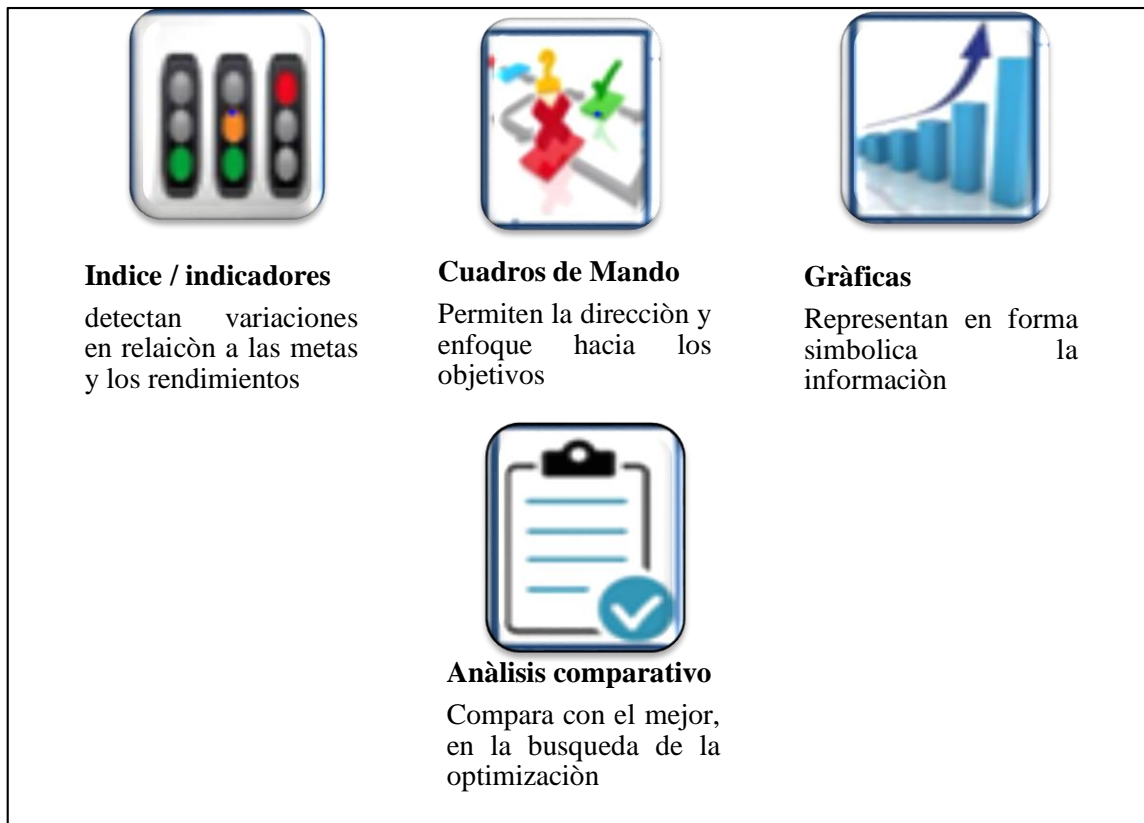 Indice / indicadores
detectan variaciones
en relaicòn a las metas
y los rendimientos
Cuadros de Mando
Permiten la direcciòn y
enfoque hacia los
objetivos
Gràficas
Representan en forma
simbolica la
informaciòn
Anàlisis comparativo
Compara con el mejor,
en la busqueda de la
optimizaciòn